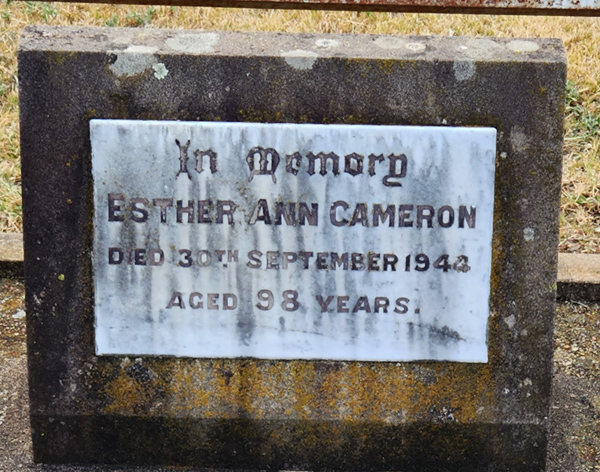 In Memory
ESTHER ANN CAMERON
DIED 30TH SEPTEMBER 1944
AGED 98 YEARS.